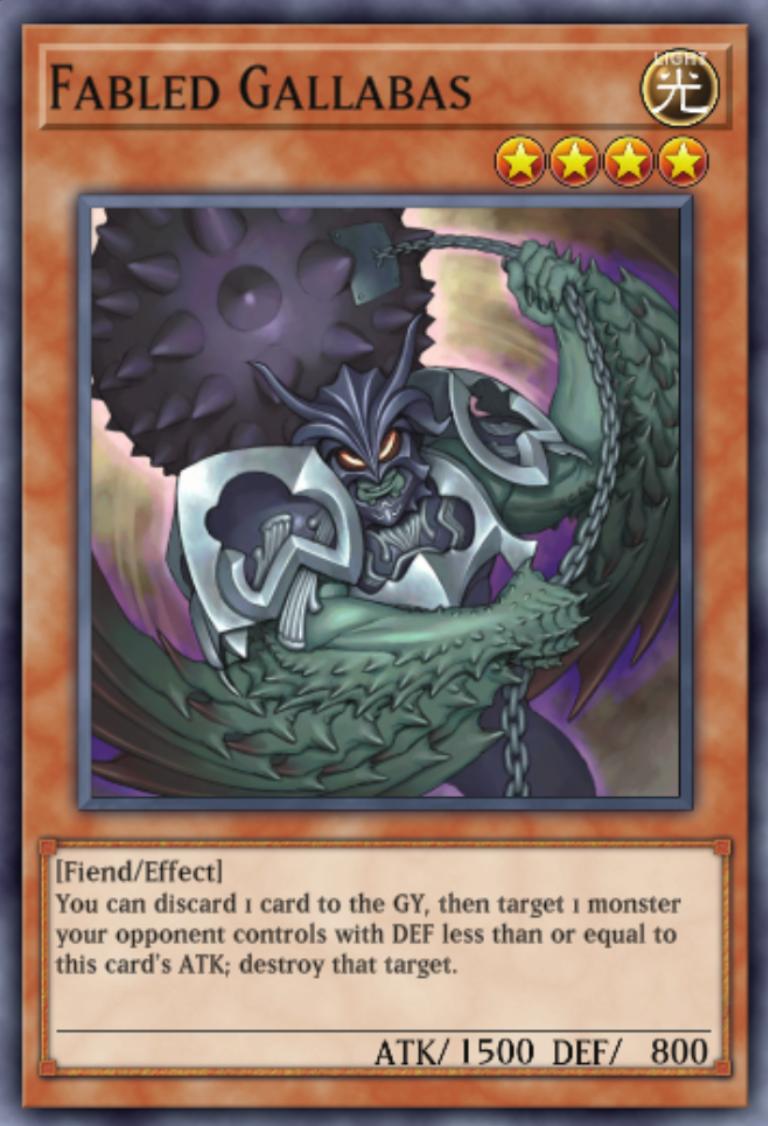 Fabled Gallabas
LIGHT
光
[Fiend/Effect]
You can discard 1 card to the GY, then target 1 monster
your opponent controls with DEF less than or equal to
this card's ATK; destroy that target.
ATK/ 1500 DEF/ 800